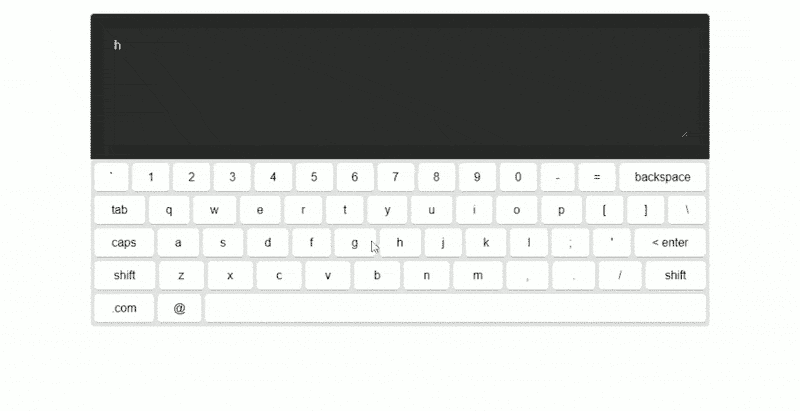 h
` 1 2 3 4 5 6 7 8 9 0 - = backspace
tab q w e r t y u i o p [ ] \
caps a s d f g h j k l ; ' < enter
shift z x c v b n m , . / shift
.com @